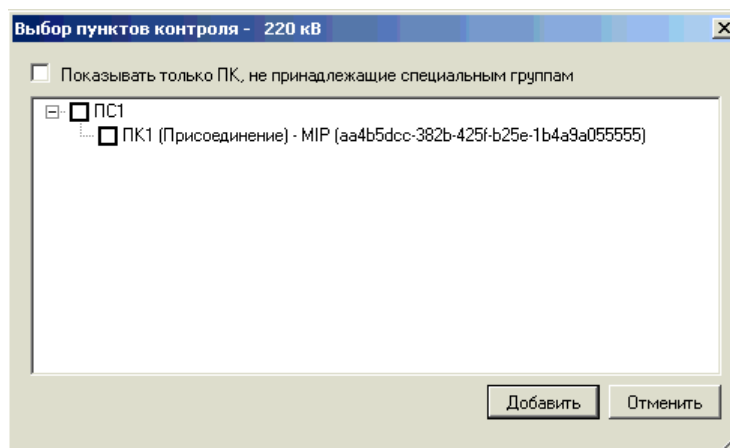 Выбор пунктов контроля - 220 кВ
Показывать только ПК, не принадлежащие специальным группам
ПС1
ПК1 (Присоединение) - MIP (aa4b5dcc-382b-425f-b25e-1b4a9a055555)
Добавить Отменить